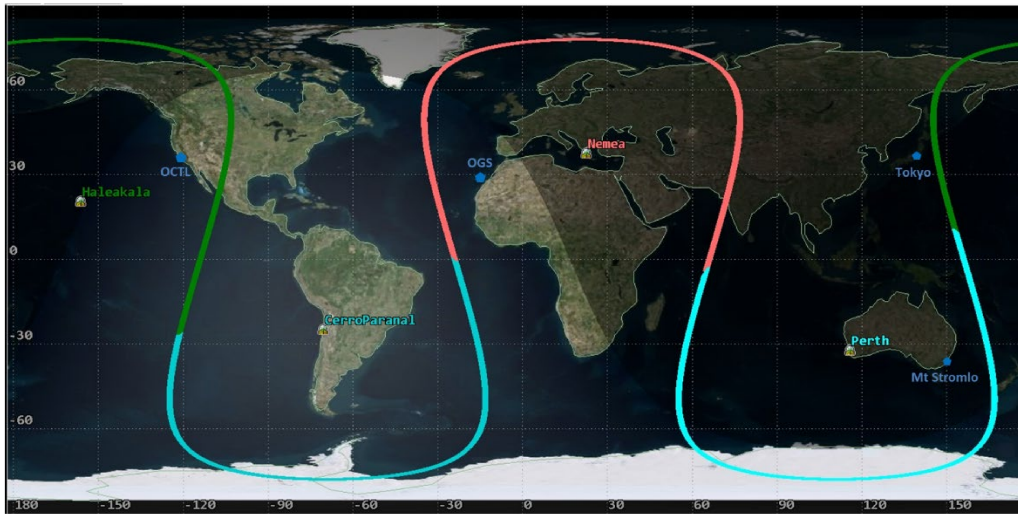 60
Nemea
OGS
30
OCTL
Tokyo
Haleakala
0
CerroParanal
-30
Perth
Mt Stromlo
-60
-180 -150 -120 -90 -60 -30 0 30 60 90 120 150